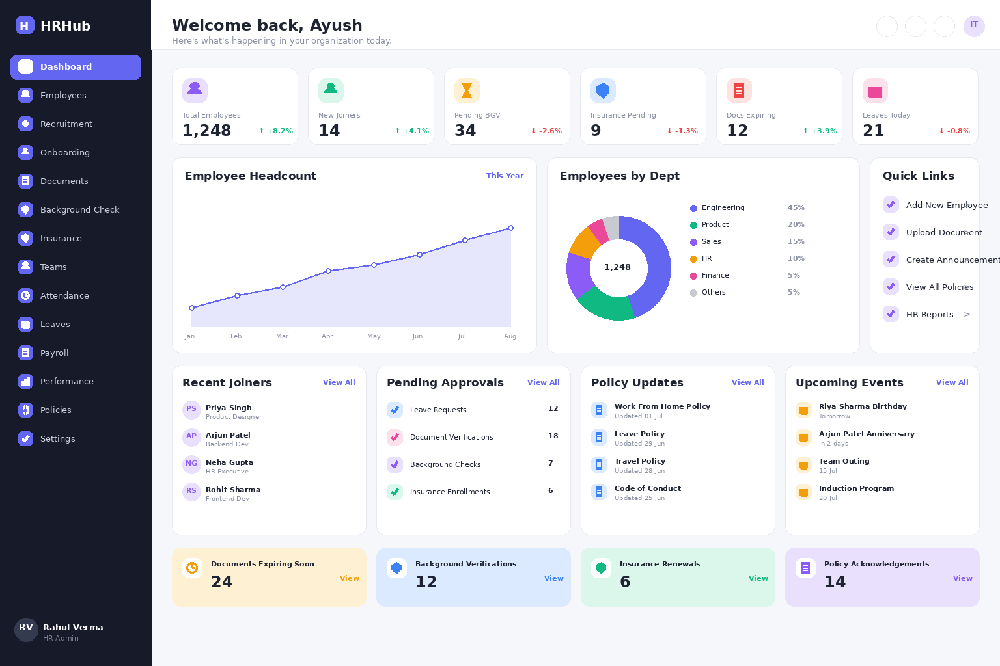 H HRHub
Dashboard
Employees
Recruitment
Onboarding
Documents
Background Check
Insurance
Teams
Attendance
Leaves
Payroll
Performance
Policies
Settings
RV Rahul Verma
HR Admin
Welcome back, Ayush
Here's what's happening in your organization today.
IT
Total Employees
1,248 ↑ +8.2%
New Joiners
14 ↑ +4.1%
Pending BGV
34 ↓ -2.6%
Insurance Pending
9 ↓ -1.3%
Docs Expiring
12 ↑ +3.9%
Leaves Today
21 ↓ -0.8%
Employee Headcount This Year
Jan Feb Mar Apr May Jun Jul Aug
Employees by Dept
1,248
Engineering 45%
Product 20%
Sales 15%
HR 10%
Finance 5%
Others 5%
Quick Links
Add New Employee >
Upload Document >
Create Announcement >
View All Policies >
HR Reports >
Recent Joiners View All
PS Priya Singh
Product Designer
AP Arjun Patel
Backend Dev
NG Neha Gupta
HR Executive
RS Rohit Sharma
Frontend Dev
Pending Approvals View All
Leave Requests 12
Document Verifications 18
Background Checks 7
Insurance Enrollments 6
Policy Updates View All
Work From Home Policy
Updated 01 Jul
Leave Policy
Updated 29 Jun
Travel Policy
Updated 28 Jun
Code of Conduct
Updated 25 Jun
Upcoming Events View All
Riya Sharma Birthday
Tomorrow
Arjun Patel Anniversary
in 2 days
Team Outing
15 Jul
Induction Program
20 Jul
Documents Expiring Soon
24 View
Background Verifications
12 View
Insurance Renewals
6 View
Policy Acknowledgements
14 View